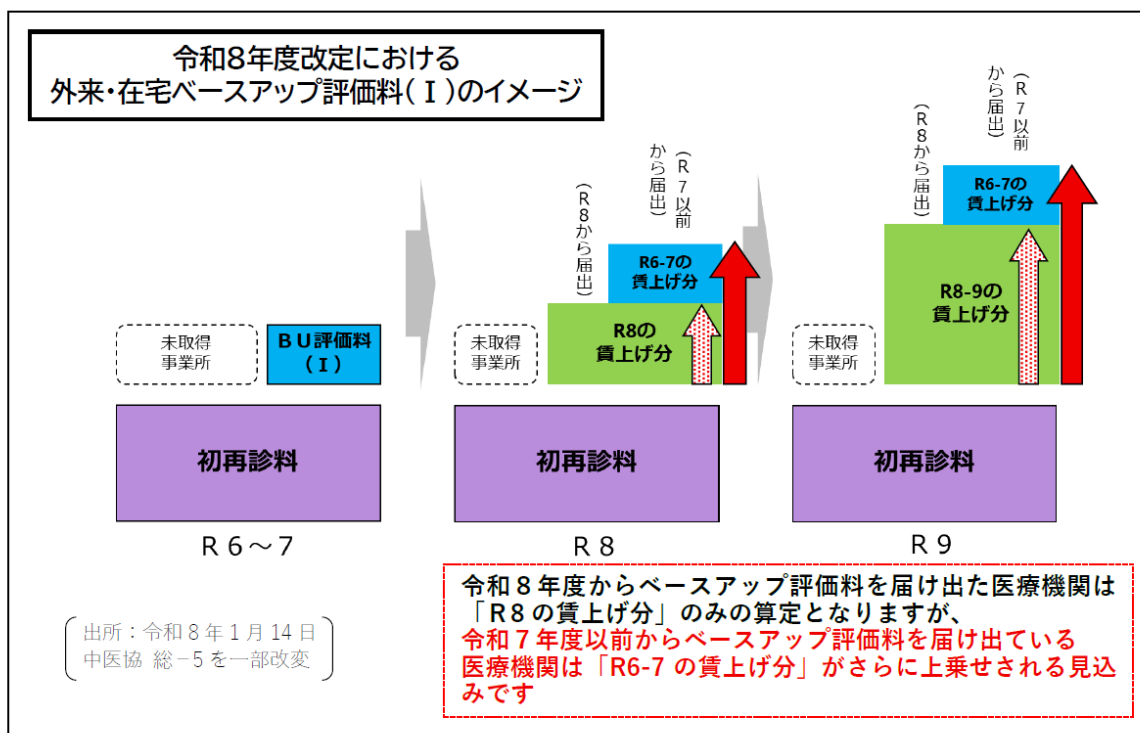 令和8年度改定における
外来・在宅ベースアップ評価料(Ⅰ)のイメージ
未取得
事業所
BU評価料
(Ⅰ)
初再診料
R6～7
(R8から届出)
(R7以前
から届出)
R6-7の
賃上げ分
未取得
事業所
R8の
賃上げ分
初再診料
R8
(R8から届出)
(R7以前
から届出)
R6-7の
賃上げ分
未取得
事業所
R8-9の
賃上げ分
初再診料
R9
出所：令和8年1月14日
中医協 総－5を一部改変
令和8年度からベースアップ評価料を届け出た医療機関は
「R8の賃上げ分」のみの算定となりますが、
令和7年度以前からベースアップ評価料を届け出ている
医療機関は「R6-7の賃上げ分」がさらに上乗せされる見込
みです